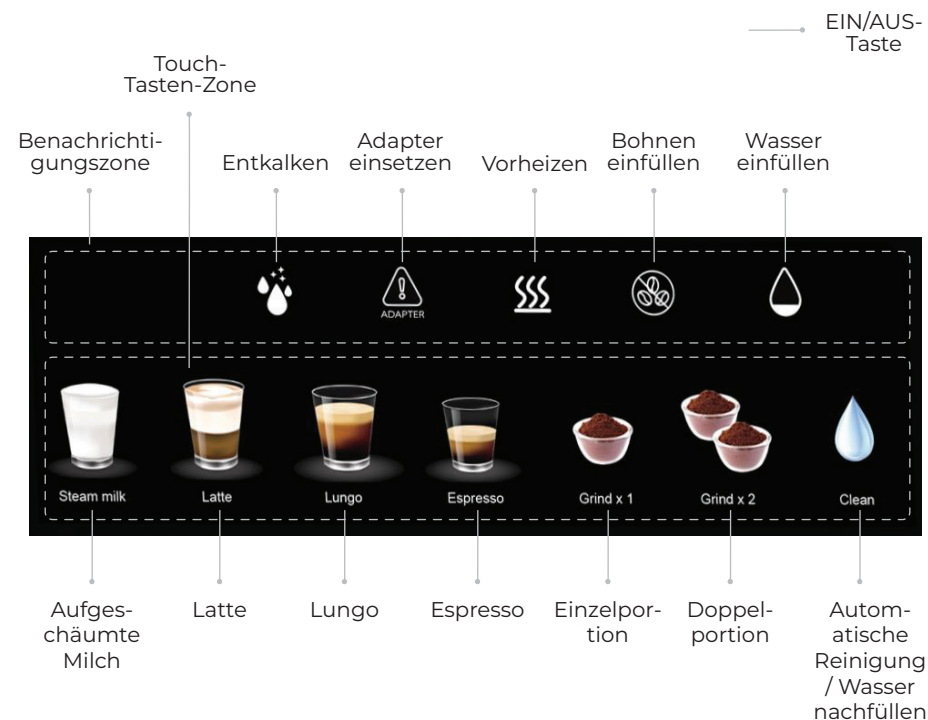 EIN/AUS-
Taste
Touch-
Tasten-Zone
Benachrichti-
gungszone
Entkalken
Adapter
einsetzen
Vorheizen
Bohnen
einfüllen
Wasser
einfüllen
ADAPTER
Steam milk
Latte
Lungo
Espresso
Grind x 1
Grind x 2
Clean
Aufges-
chäumte
Milch
Latte
Lungo
Espresso
Einzelpor-
tion
Doppel-
portion
Autom-
atische
Reinigung
/ Wasser
nachfüllen